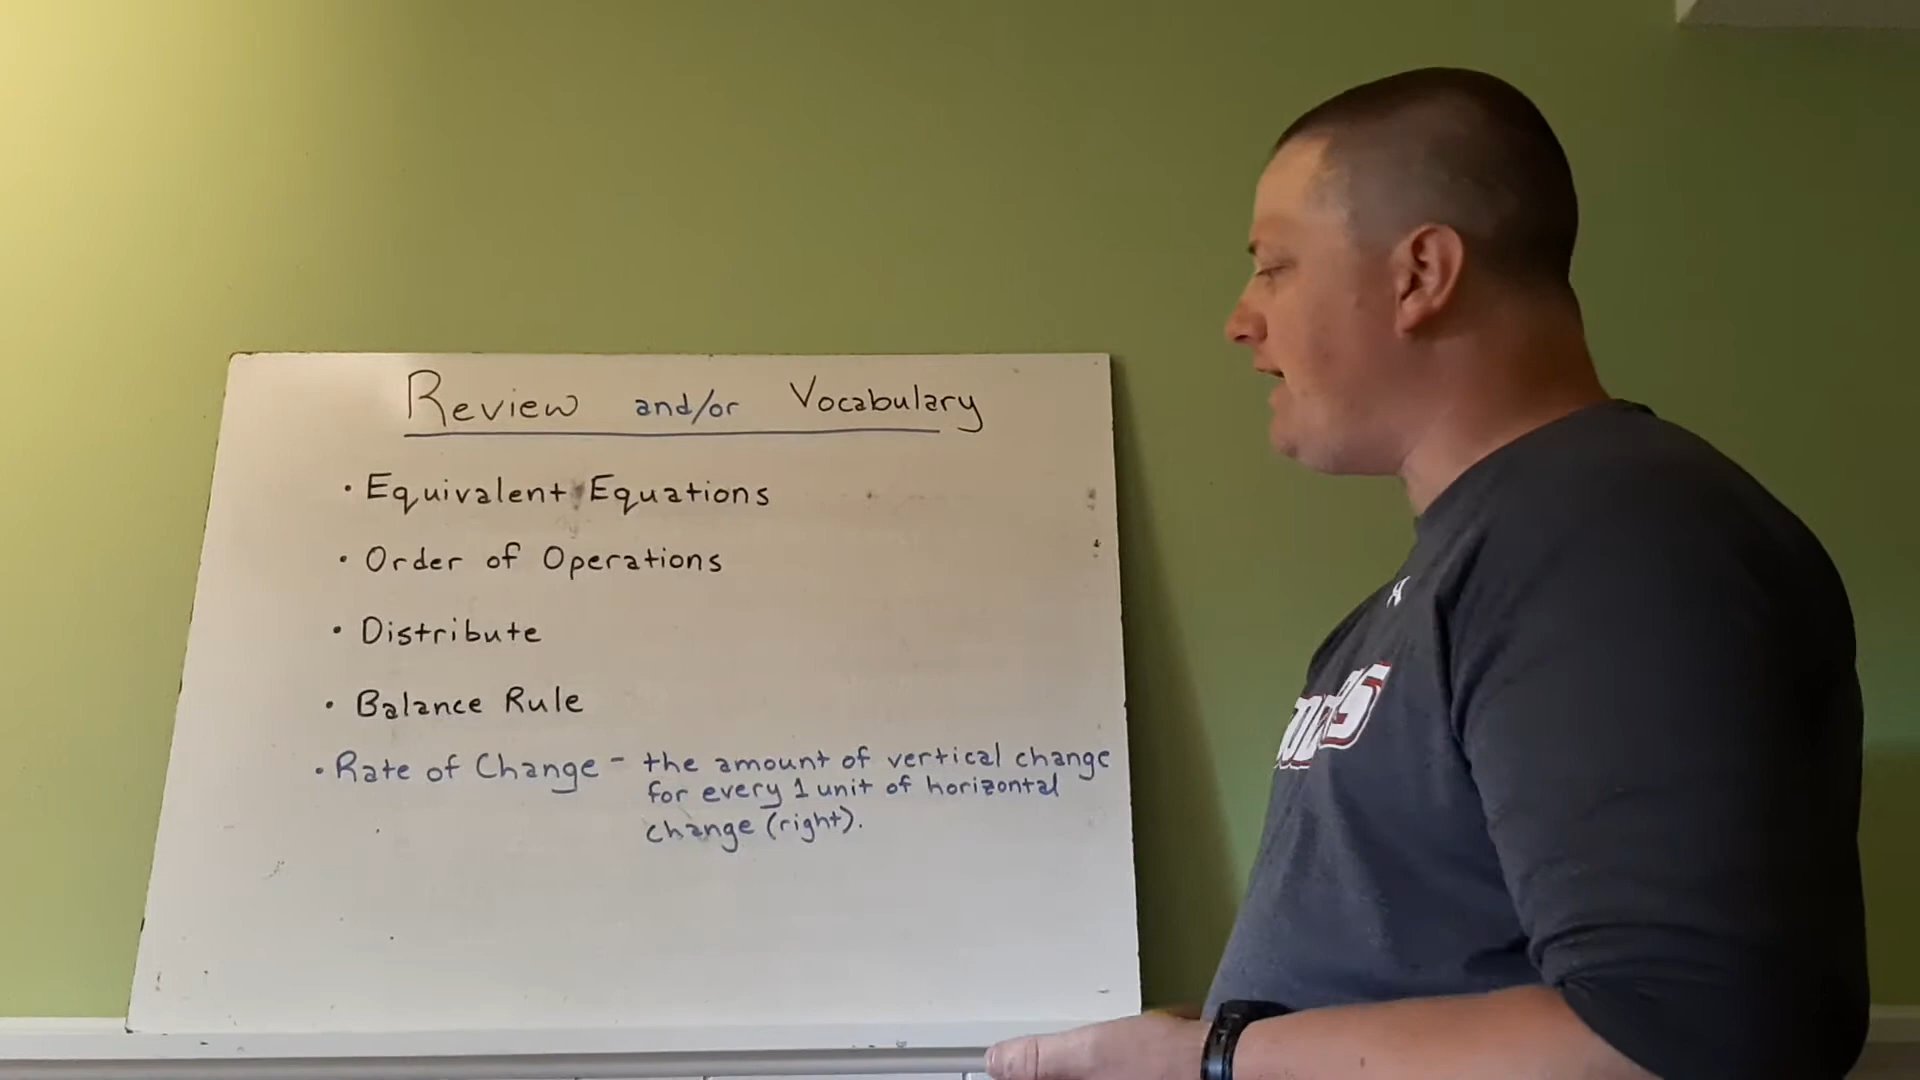 Review and/or Vocabulary
• Equivalent Equations
• Order of Operations
• Distribute
• Balance Rule
• Rate of Change - the amount of vertical change
for every 1 unit of horizontal
change (right).